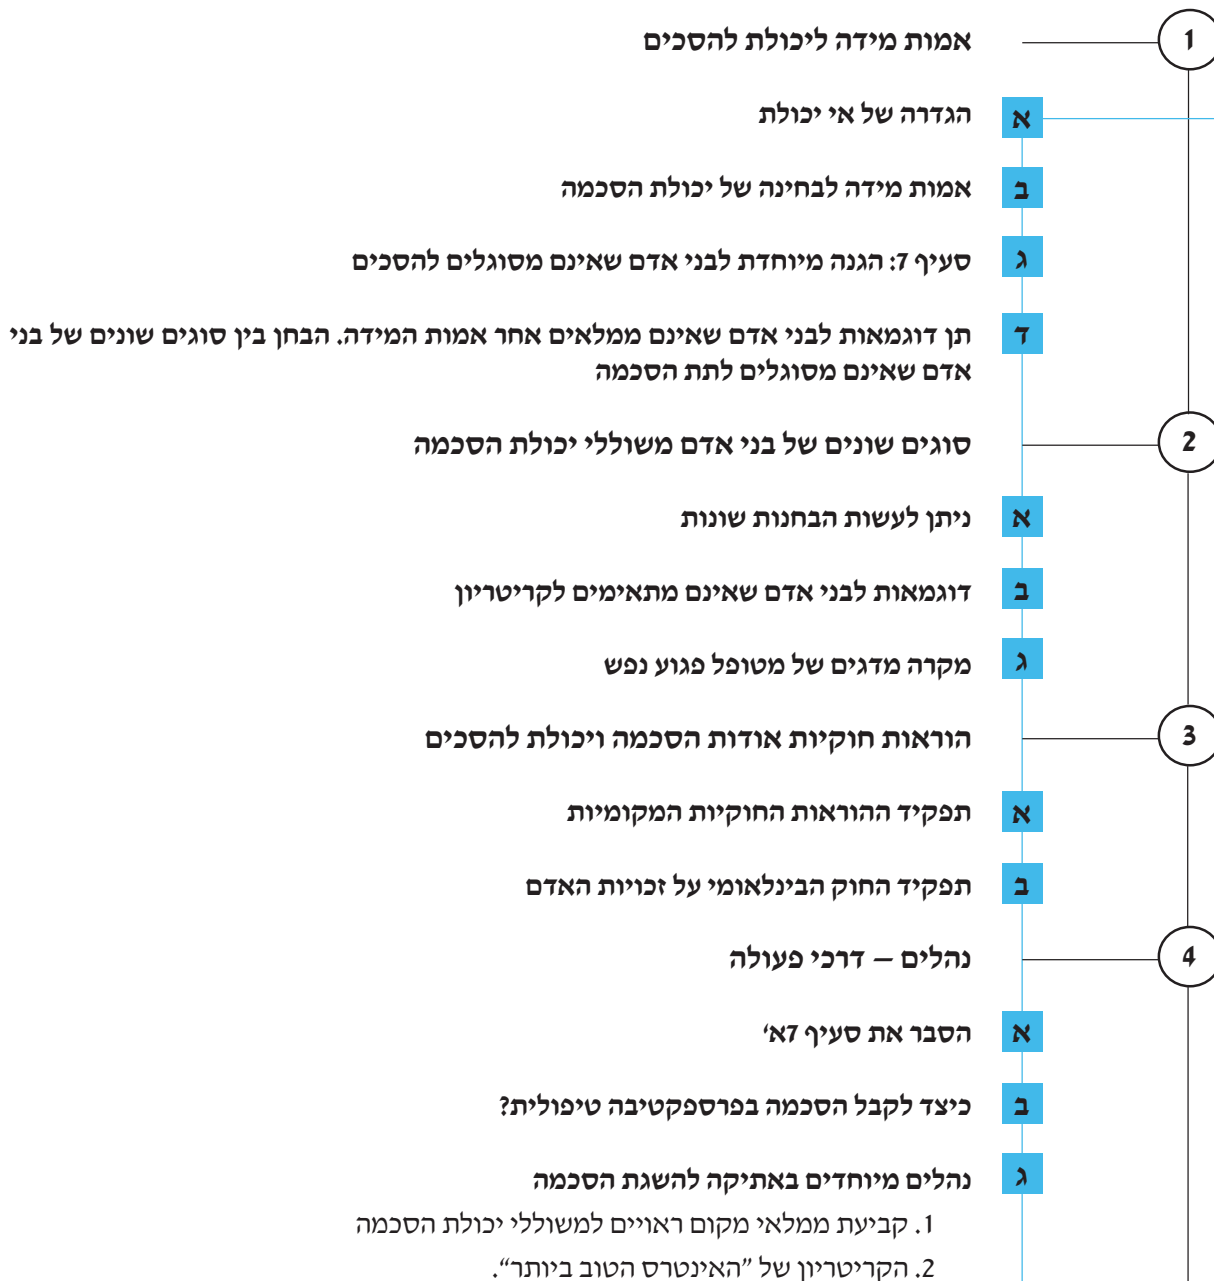 1 אמות מידה ליכולת להסכים
א הגדרה של אי יכולת
ב אמות מידה לבחינה של יכולת הסכמה
ג סעיף 7: הגנה מיוחדת לבני אדם שאינם מסוגלים להסכים
ד תן דוגמאות לבני אדם שאינם ממלאים אחר אמות המידה. הבחן בין סוגים שונים של בני
אדם שאינם מסוגלים לתת הסכמה
2 סוגים שונים של בני אדם משוללי יכולת הסכמה
א ניתן לעשות הבחנות שונות
ב דוגמאות לבני אדם שאינם מתאימים לקריטריון
ג מקרה מדגים של מטופל פגוע נפש
3 הוראות חוקיות אודות הסכמה ויכולת להסכים
א תפקיד ההוראות החוקיות המקומיות
ב תפקיד החוק הבינלאומי על זכויות האדם
4 נהלים – דרכי פעולה
א הסבר את סעיף 7א'
ב כיצד לקבל הסכמה בפרספקטיבה טיפולית?
ג נהלים מיוחדים באתיקה להשגת הסכמה
1. קביעת ממלאי מקום ראויים למשוללי יכולת הסכמה
2. הקריטריון של "האינטרס הטוב ביותר".